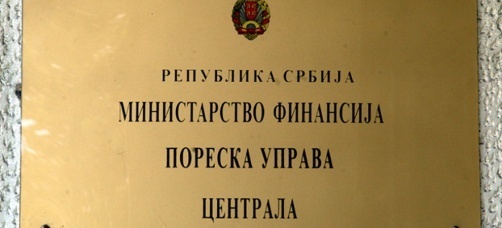 РЕПУБЛИКА СРБИЈА
МИНИСТАРСТВО ФИНАНСИЈА
ПОРЕСКА УПРАВА
ЦЕНТРАЛА